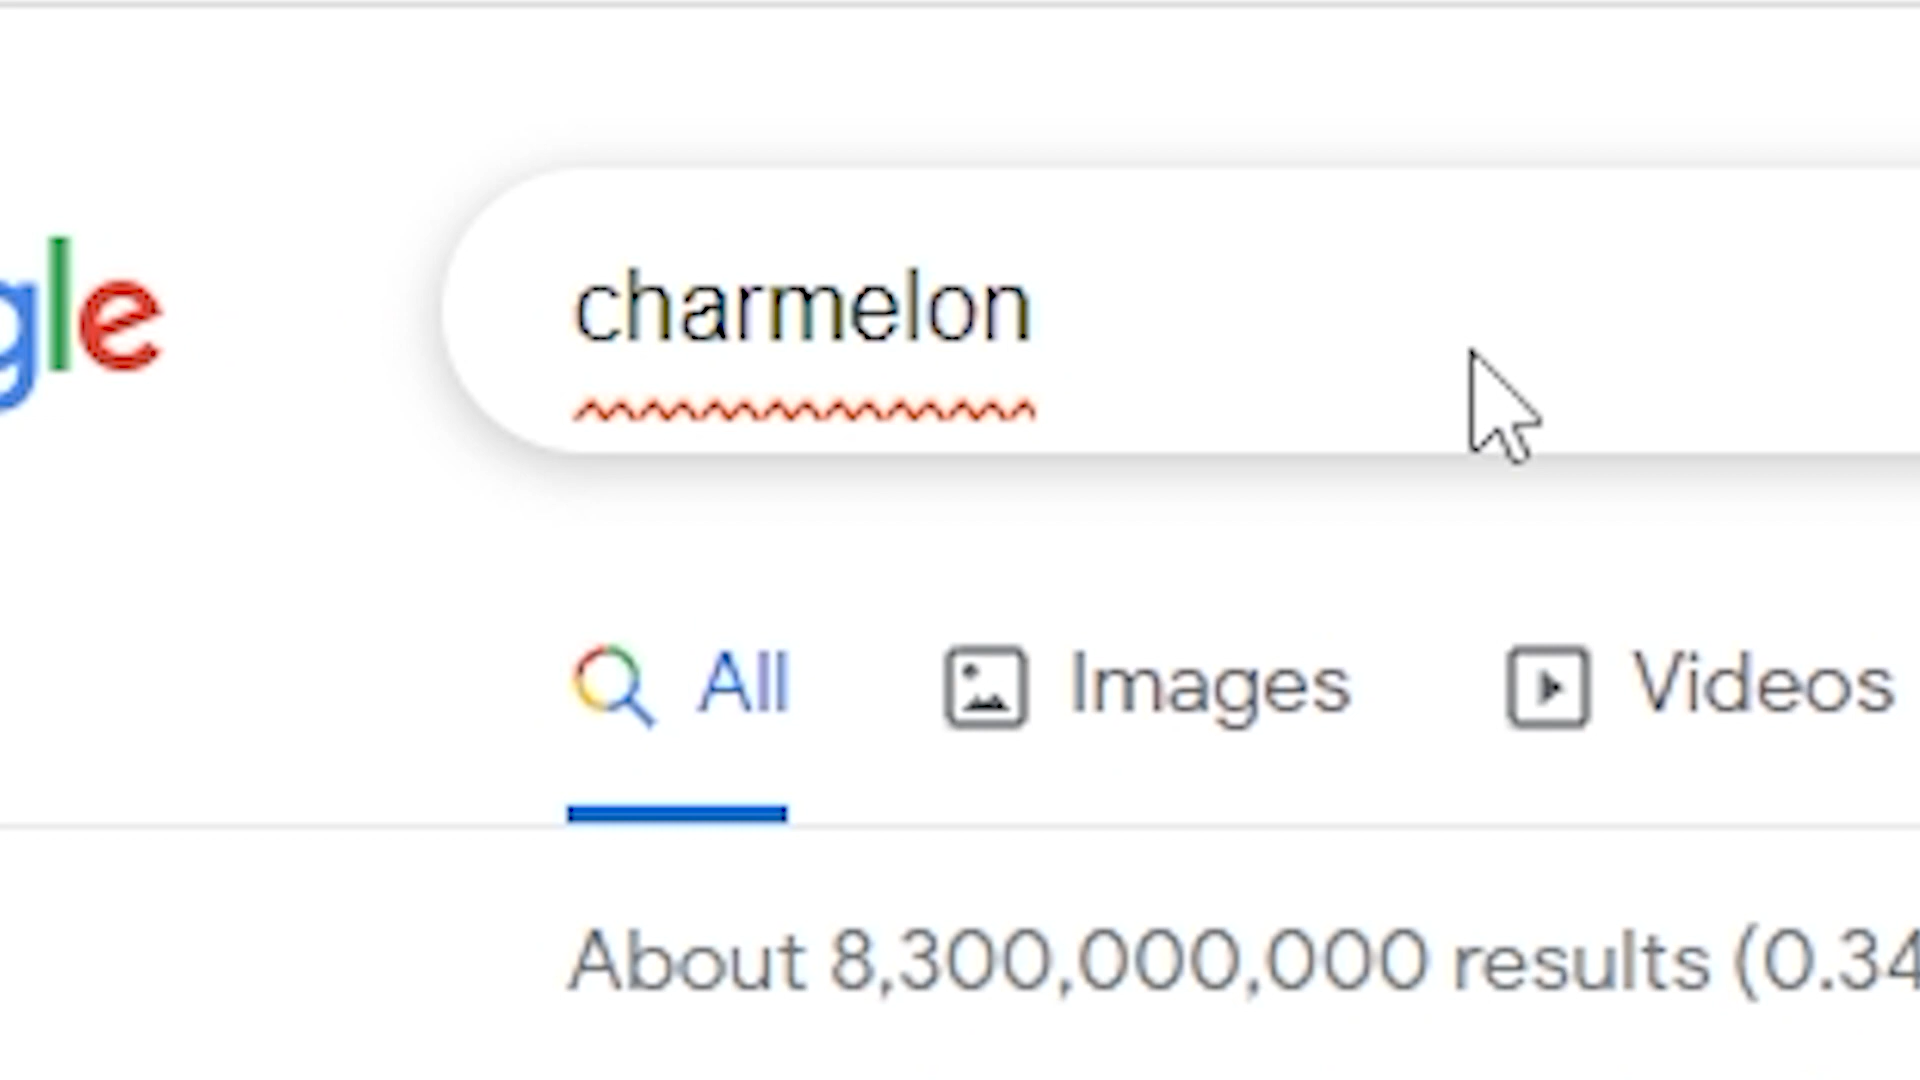 gle
charmelon
All Images Videos
About 8,300,000,000 results (0.34